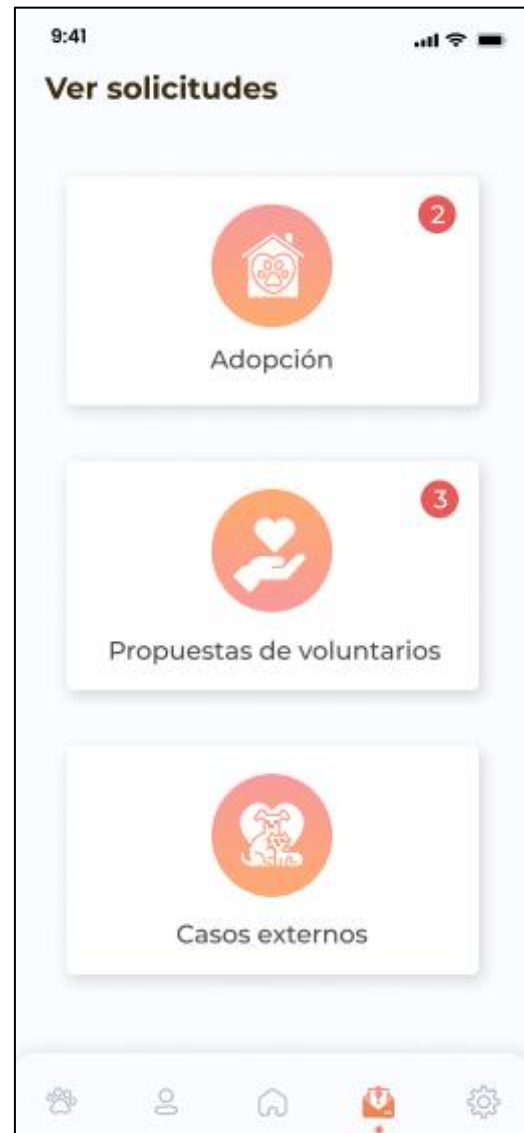 9:41
Ver solicitudes
2
Adopción
3
Propuestas de voluntarios
Casos externos